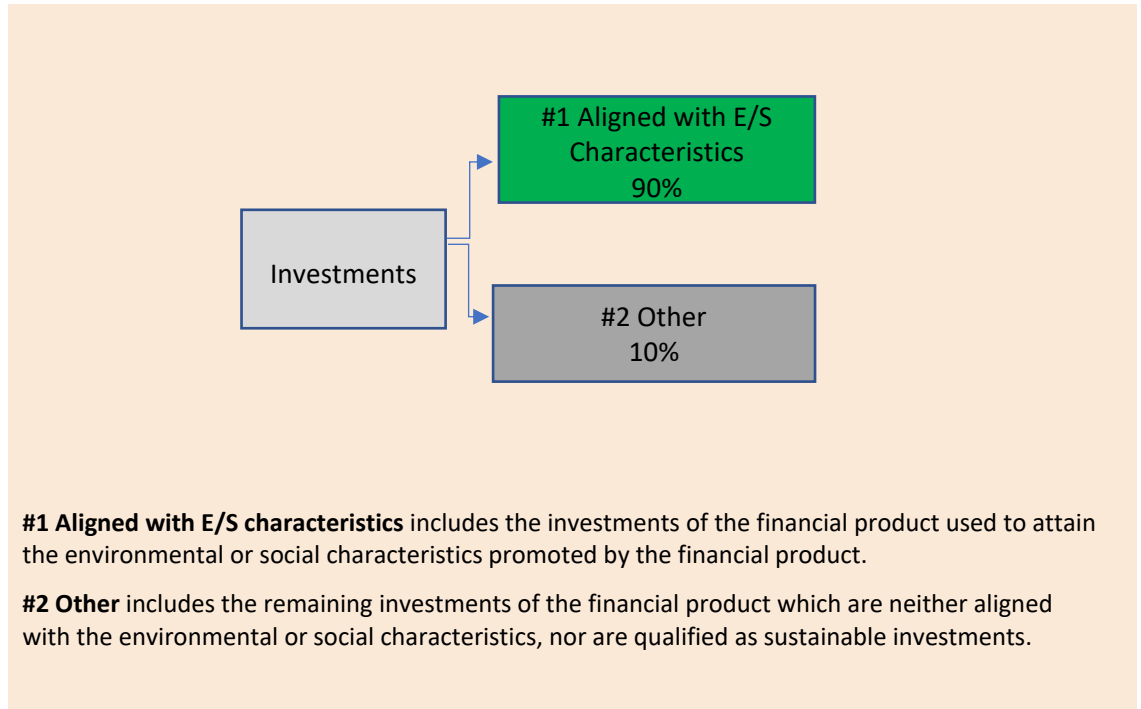 #1 Aligned with E/S
Characteristics
90%
Investments
#2 Other
10%
#1 Aligned with E/S characteristics includes the investments of the financial product used to attain
the environmental or social characteristics promoted by the financial product.
#2 Other includes the remaining investments of the financial product which are neither aligned
with the environmental or social characteristics, nor are qualified as sustainable investments.